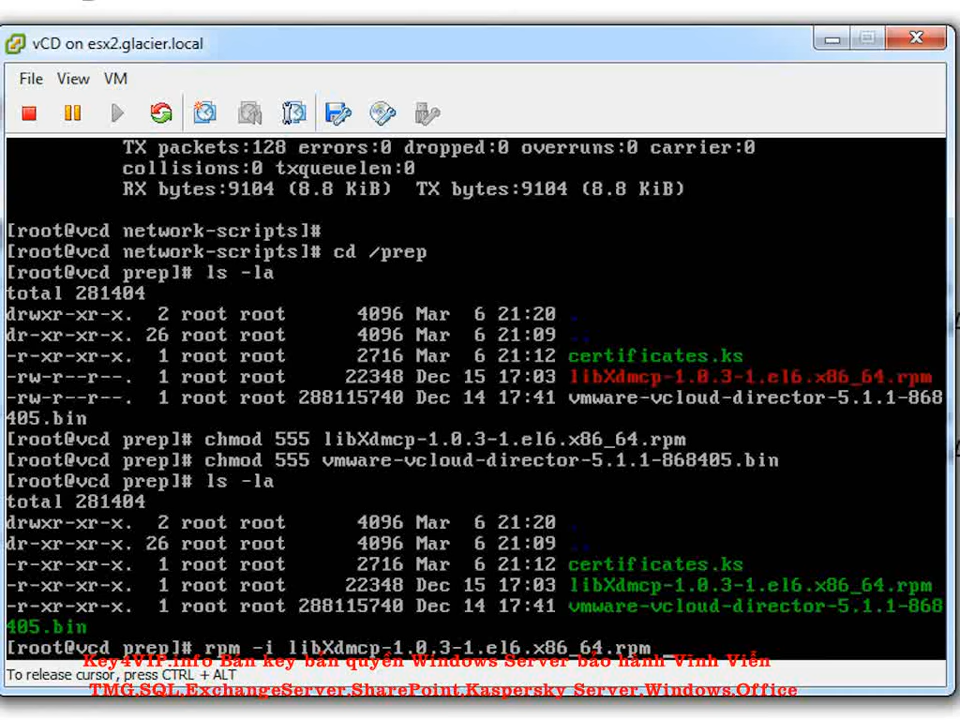 vCD on esx2.glacier.local
File View VM
TX packets:128 errors:0 dropped:0 overruns:0 carrier:0
collisions:0 txqueuelen:0
RX bytes:9104 (8.8 KiB) TX bytes:9104 (8.8 KiB)
[root@vcd network-scripts]#
[root@vcd network-scripts]# cd /prep
[root@vcd prep]# ls -la
total 281404
drwxr-xr-x. 2 root root 4096 Mar 6 21:20 .
dr-xr-xr-x. 26 root root 4096 Mar 6 21:09 ..
-r-xr-xr-x. 1 root root 2716 Mar 6 21:12 certificates.ks
-rw-r--r--. 1 root root 22348 Dec 15 17:03 libXdmcp-1.0.3-1.el6.x86_64.rpm
-rw-r--r--. 1 root root 288115740 Dec 14 17:41 vmware-vcloud-director-5.1.1-868
405.bin
[root@vcd prep]# chmod 555 libXdmcp-1.0.3-1.el6.x86_64.rpm
[root@vcd prep]# chmod 555 vmware-vcloud-director-5.1.1-868405.bin
[root@vcd prep]# ls -la
total 281404
drwxr-xr-x. 2 root root 4096 Mar 6 21:20 .
dr-xr-xr-x. 26 root root 4096 Mar 6 21:09 ..
-r-xr-xr-x. 1 root root 2716 Mar 6 21:12 certificates.ks
-r-xr-xr-x. 1 root root 22348 Dec 15 17:03 libXdmcp-1.0.3-1.el6.x86_64.rpm
-r-xr-xr-x. 1 root root 288115740 Dec 14 17:41 vmware-vcloud-director-5.1.1-868
405.bin
[root@vcd prep]# rpm -i libXdmcp-1.0.3-1.el6.x86_64.rpm_
Key4VIP.info Bán key bản quyền Windows Server bảo hành Vĩnh Viễn
To release cursor, press CTRL + ALT
TMG,SQL,ExchangeServer,SharePoint,Kaspersky Server,Windows,Office